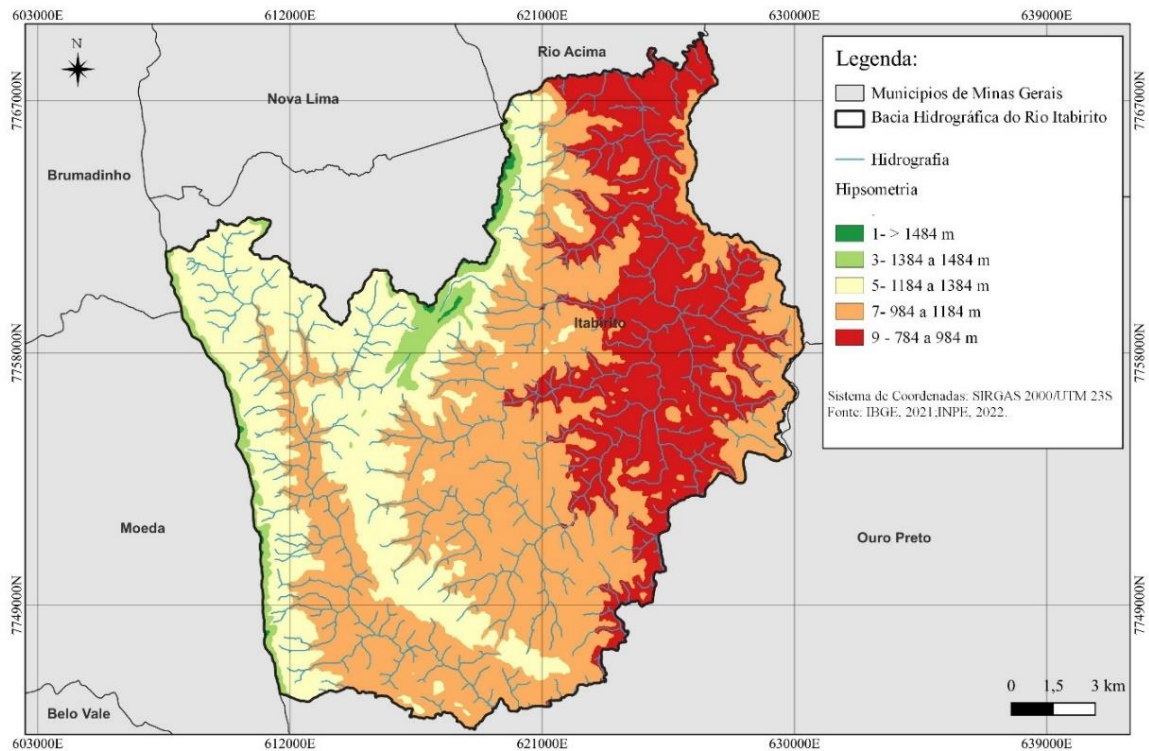 603000E 612000E 621000E 630000E 639000E
N
Rio Acima
Nova Lima
Brumadinho
Itabirito
Moeda
Ouro Preto
Belo Vale
7767000N
7758000N
7749000N
7767000N
7758000N
7749000N
Legenda:
Municípios de Minas Gerais
Bacia Hidrográfica do Rio Itabirito
Hidrografia
Hipsometria
1- > 1484 m
3- 1384 a 1484 m
5- 1184 a 1384 m
7- 984 a 1184 m
9 - 784 a 984 m
Sistema de Coordenadas: SIRGAS 2000/UTM 23S
Fonte: IBGE, 2021;INPE, 2022.
0 1,5 3 km
603000E 612000E 621000E 630000E 639000E